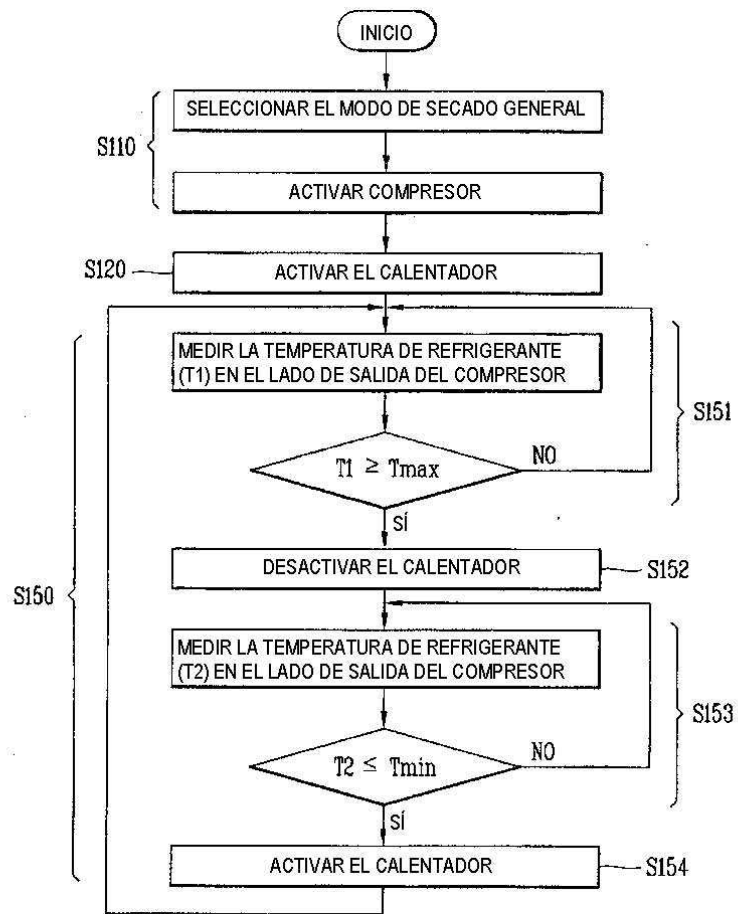 INICIO
SELECCIONAR EL MODO DE SECADO GENERAL
S110
ACTIVAR COMPRESOR
S120
ACTIVAR EL CALENTADOR
MEDIR LA TEMPERATURA DE REFRIGERANTE
(T1) EN EL LADO DE SALIDA DEL COMPRESOR
S151
T1 ≥ Tmax
NO
SÍ
DESACTIVAR EL CALENTADOR
S152
S150
MEDIR LA TEMPERATURA DE REFRIGERANTE
(T2) EN EL LADO DE SALIDA DEL COMPRESOR
S153
T2 ≤ Tmin
NO
SÍ
ACTIVAR EL CALENTADOR
S154